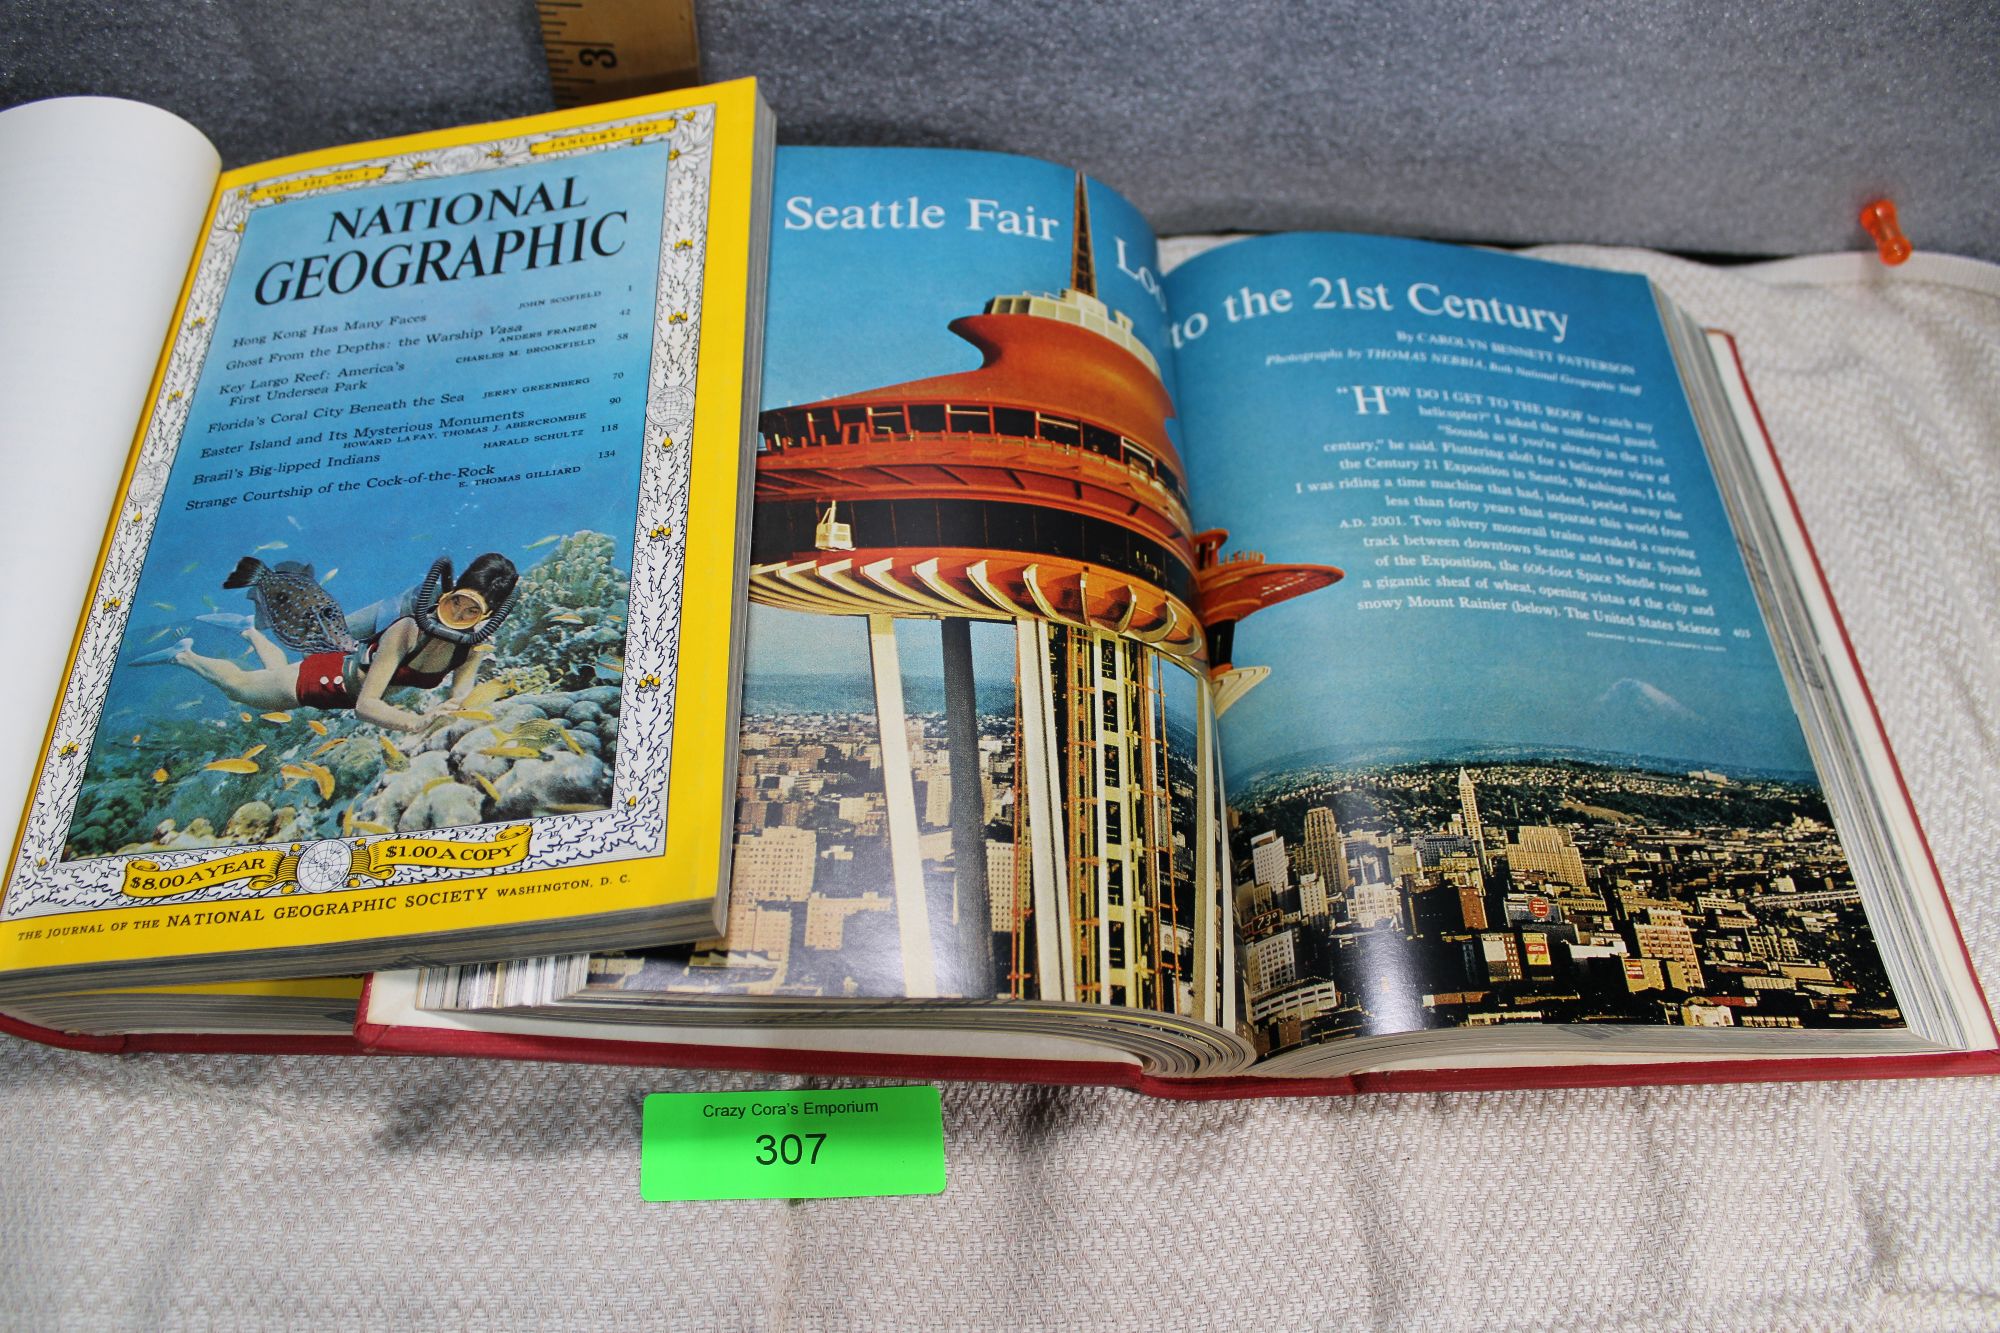 3
VOL. 121, NO. 1
JANUARY, 1962
NATIONAL
GEOGRAPHIC
Hong Kong Has Many Faces JOHN SCOFIELD 1
Ghost From the Depths: the Warship Vasa 42
ANDERS FRANZÉN
Key Largo Reef: America's
First Undersea Park CHARLES M. BROOKFIELD 58
Florida's Coral City Beneath the Sea JERRY GREENBERG 70
Easter Island and Its Mysterious Monuments 90
HOWARD LA FAY, THOMAS J. ABERCROMBIE
Brazil's Big-lipped Indians HARALD SCHULTZ 118
Strange Courtship of the Cock-of-the-Rock 134
E. THOMAS GILLIARD
$8.00 A YEAR $1.00 A COPY
THE JOURNAL OF THE NATIONAL GEOGRAPHIC SOCIETY WASHINGTON, D. C.
Seattle Fair Loo
to the 21st Century
By CAROLYN BENNETT PATTERSON
Photographs by THOMAS NEBBIA, Both National Geographic Staff
"HOW DO I GET TO THE ROOF to catch my
helicopter?" I asked the uniformed guard.
"Sounds as if you're already in the 21st
century," he said. Fluttering aloft for a helicopter view of
the Century 21 Exposition in Seattle, Washington, I felt
I was riding a time machine that had, indeed, peeled away the
less than forty years that separate this world from
A.D. 2001. Two silvery monorail trains streaked a curving
track between downtown Seattle and the Fair. Symbol
of the Exposition, the 606-foot Space Needle rose like
a gigantic sheaf of wheat, opening vistas of the city and
snowy Mount Rainier (below). The United States Science 403
73°
Crazy Cora's Emporium
307